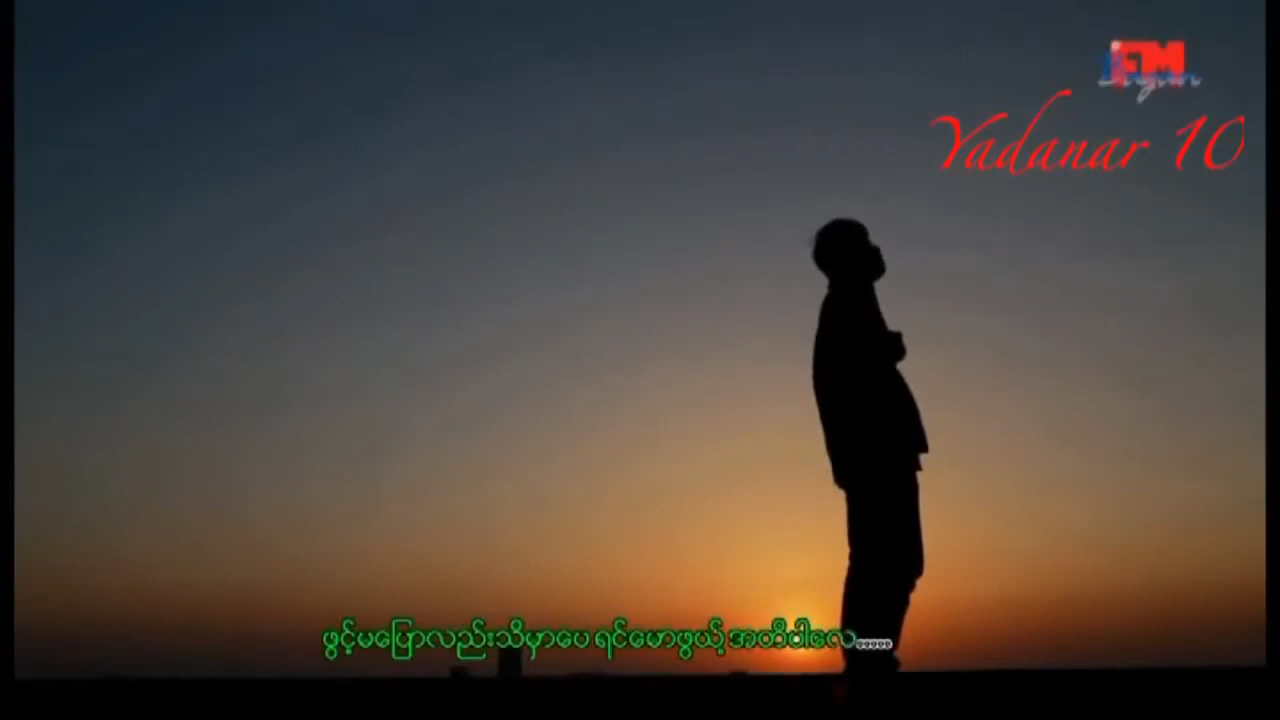 FM
Yadanar 10
ဖွင့်မပြောလည်းသိမှာပေ ရင်မောဖွယ့် အတိပါလေ......